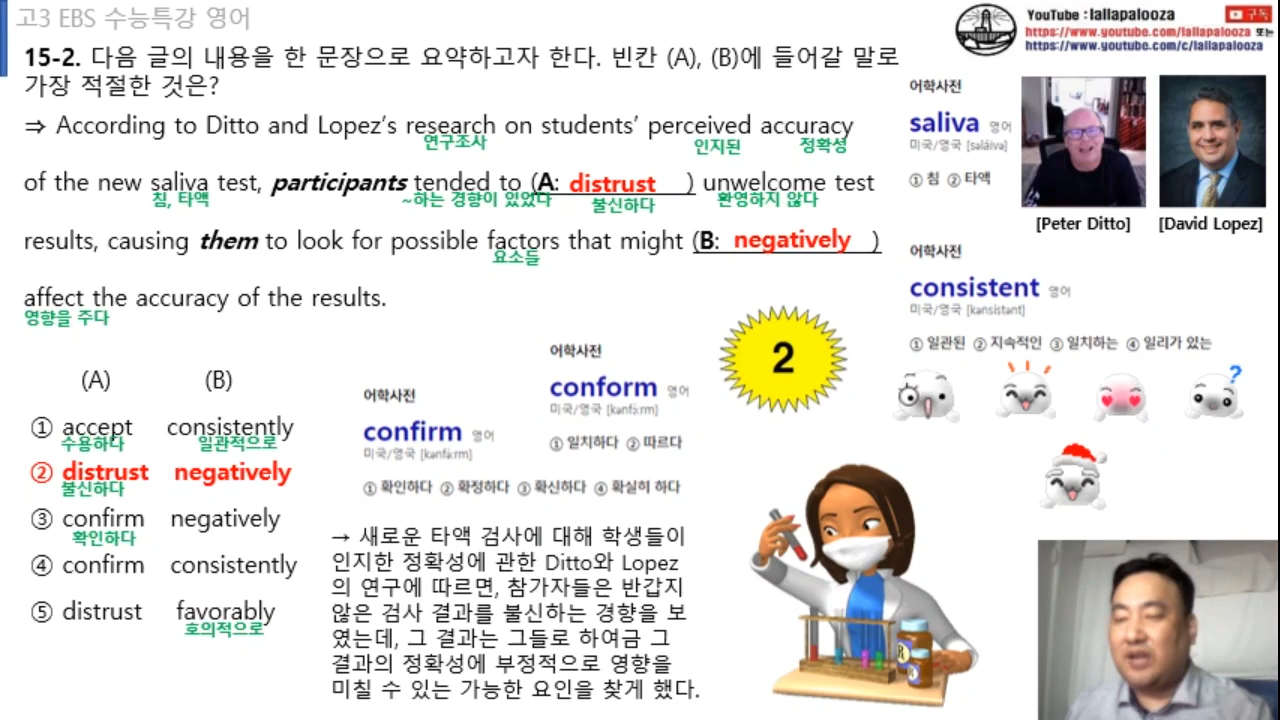 고3 EBS 수능특강 영어
YouTube : lallapalooza
구독
https://www.youtube.com/lallapalooza 또는
https://www.youtube.com/c/lallapalooza
15-2. 다음 글의 내용을 한 문장으로 요약하고자 한다. 빈칸 (A), (B)에 들어갈 말로
가장 적절한 것은?
⇒ According to Ditto and Lopez's research on students' perceived accuracy
연구조사 인지된 정확성
of the new saliva test, participants tended to (A: distrust ) unwelcome test
침, 타액 ~하는 경향이 있었다 불신하다 환영하지 않다
results, causing them to look for possible factors that might (B: negatively )
요소들
affect the accuracy of the results.
영향을 주다
어학사전
saliva 영어
미국/영국 [səláivə]
① 침 ② 타액
[Peter Ditto] [David Lopez]
어학사전
consistent 영어
미국/영국 [kənsístənt]
① 일관된 ② 지속적인 ③ 일치하는 ④ 일리가 있는
2
?
(A) (B)
① accept consistently
수용하다 일관적으로
② distrust negatively
불신하다
③ confirm negatively
확인하다
④ confirm consistently
⑤ distrust favorably
호의적으로
어학사전
conform 영어
미국/영국 [kənfɔ́:rm]
① 일치하다 ② 따르다
어학사전
confirm 영어
미국/영국 [kənfə́:rm]
① 확인하다 ② 확정하다 ③ 확신하다 ④ 확실히 하다
→ 새로운 타액 검사에 대해 학생들이
인지한 정확성에 관한 Ditto와 Lopez
의 연구에 따르면, 참가자들은 반갑지
않은 검사 결과를 불신하는 경향을 보
였는데, 그 결과는 그들로 하여금 그
결과의 정확성에 부정적으로 영향을
미칠 수 있는 가능한 요인을 찾게 했다.